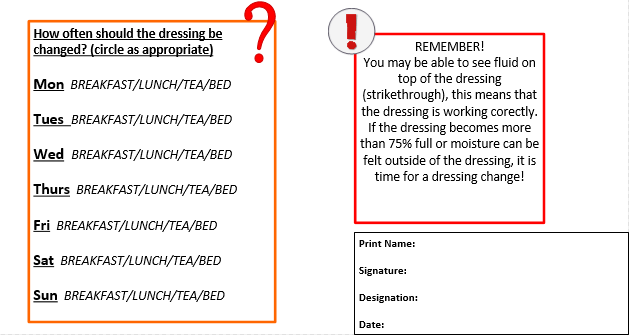 How often should the dressing be
changed? (circle as appropriate)
Mon BREAKFAST/LUNCH/TEA/BED
Tues BREAKFAST/LUNCH/TEA/BED
Wed BREAKFAST/LUNCH/TEA/BED
Thurs BREAKFAST/LUNCH/TEA/BED
Fri BREAKFAST/LUNCH/TEA/BED
Sat BREAKFAST/LUNCH/TEA/BED
Sun BREAKFAST/LUNCH/TEA/BED
?
!
REMEMBER!
You may be able to see fluid on
top of the dressing
(strikethrough), this means that
the dressing is working corectly.
If the dressing becomes more
than 75% full or moisture can be
felt outside of the dressing, it is
time for a dressing change!
Print Name:
Signature:
Designation:
Date: